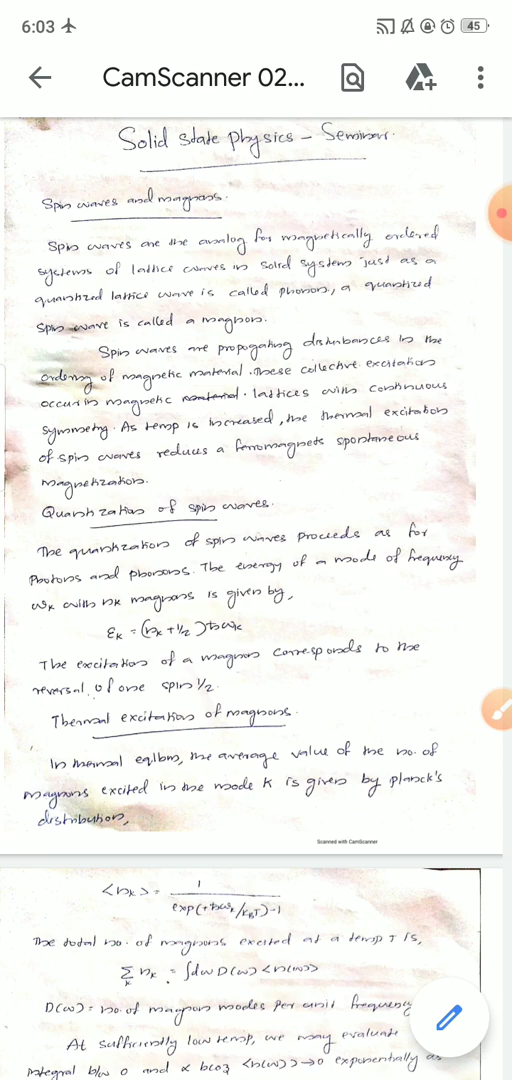 6:03
45
CamScanner 02...
Solid State Physics - Seminar.
Spin waves and magnons.
Spin waves are the analog for magnetically ordered
systems of lattice waves in solid system just as a
quantized lattice wave is called phonon, a quantized
spin wave is called a magnon.
Spin waves are propogating disturbances in the
ordering of magnetic material. These collective excitation
occurs in magnetic material. lattices with continuous
symmetry. As temp is increased, the thermal excitation
of spin waves reduces a ferromagnets spontaneous
magnetization.
Quantization of spin waves.
The quantization of spin waves proceeds as for
photons and phonons. The energy of a mode of frequency
ωk with nk magnons is given by,
εk = (nk + 1/2) ħωk
The excitation of a magnon corresponds to the
reversal of one spin 1/2.
Thermal excitation of magnons.
In thermal eqlbm, the average value of the no. of
magnons excited in the mode K is given by planck's
distribution,
Scanned with CamScanner
<nk> = 1
exp(+ħωk/kBT)-1
The total no. of magnons excited at a temp T is,
∑k nk = ∫dω D(ω) <n(ω)>
D(ω) = no. of magnon modes per unit frequency
At sufficiently low temp, we may evaluate
integral b/w 0 and ∝ bcoz <n(ω)> → 0 exponentially as